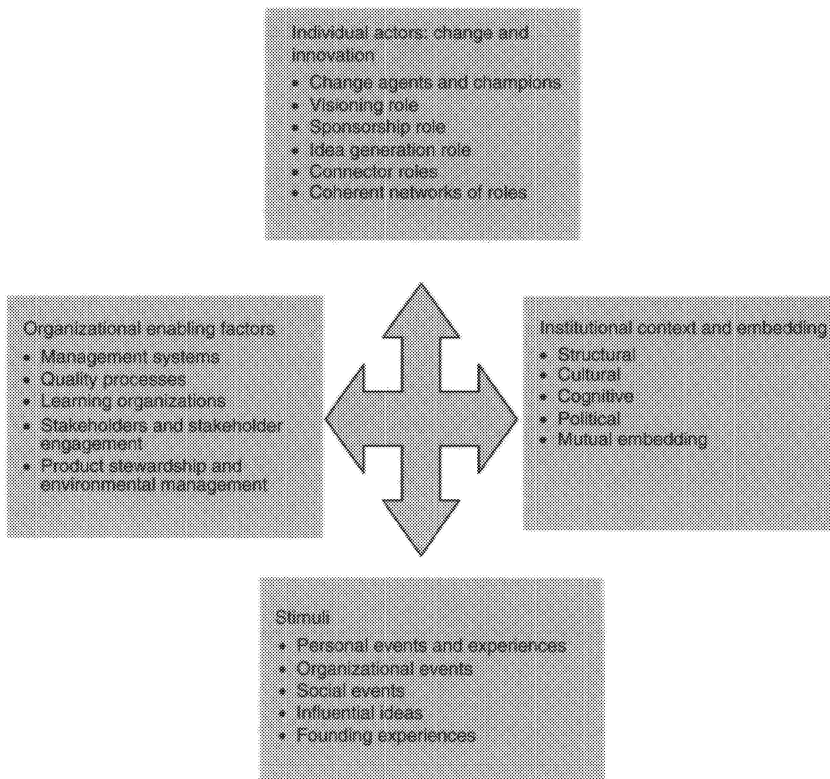 Individual actors: change and
innovation
• Change agents and champions
• Visioning role
• Sponsorship role
• Idea generation role
• Connector roles
• Coherent networks of roles
Organizational enabling factors
• Management systems
• Quality processes
• Learning organizations
• Stakeholders and stakeholder
engagement
• Product stewardship and
environmental management
Institutional context and embedding
• Structural
• Cultural
• Cognitive
• Political
• Mutual embedding
Stimuli
• Personal events and experiences
• Organizational events
• Social events
• Influential ideas
• Founding experiences